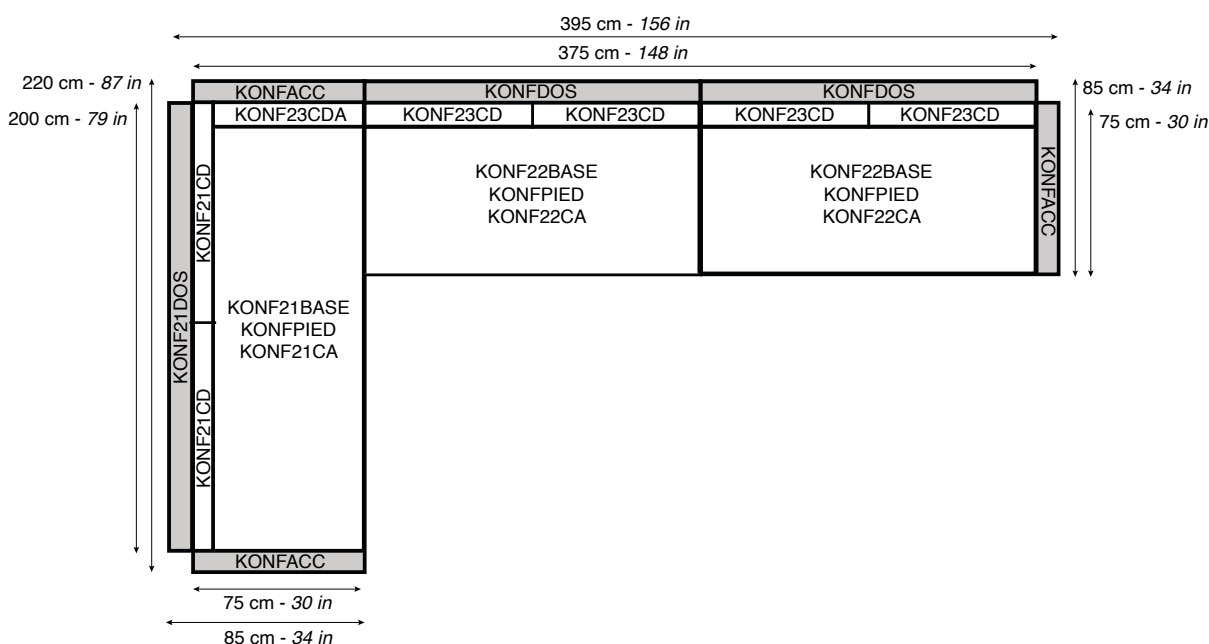 395 cm - 156 in
375 cm - 148 in
220 cm - 87 in
200 cm - 79 in
85 cm - 34 in
75 cm - 30 in
KONFACC
KONFDOS
KONFDOS
KONF23CDA
KONF23CD
KONF23CD
KONF23CD
KONF23CD
KONF21CD
KONF22BASE
KONFPIED
KONF22CA
KONF22BASE
KONFPIED
KONF22CA
KONFACC
KONF21DOS
KONF21BASE
KONFPIED
KONF21CA
KONF21CD
KONFACC
75 cm - 30 in
85 cm - 34 in